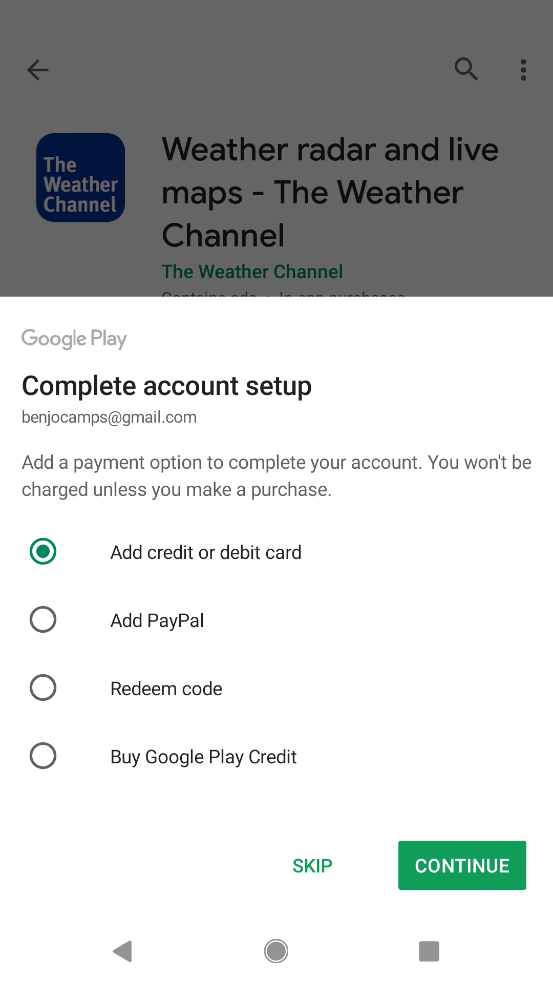 The
Weather
Channel
Weather radar and live
maps - The Weather
Channel
The Weather Channel
Contains ads • In-app purchases
Google Play
Complete account setup
benjocamps@gmail.com
Add a payment option to complete your account. You won't be
charged unless you make a purchase.
Add credit or debit card
Add PayPal
Redeem code
Buy Google Play Credit
SKIP
CONTINUE